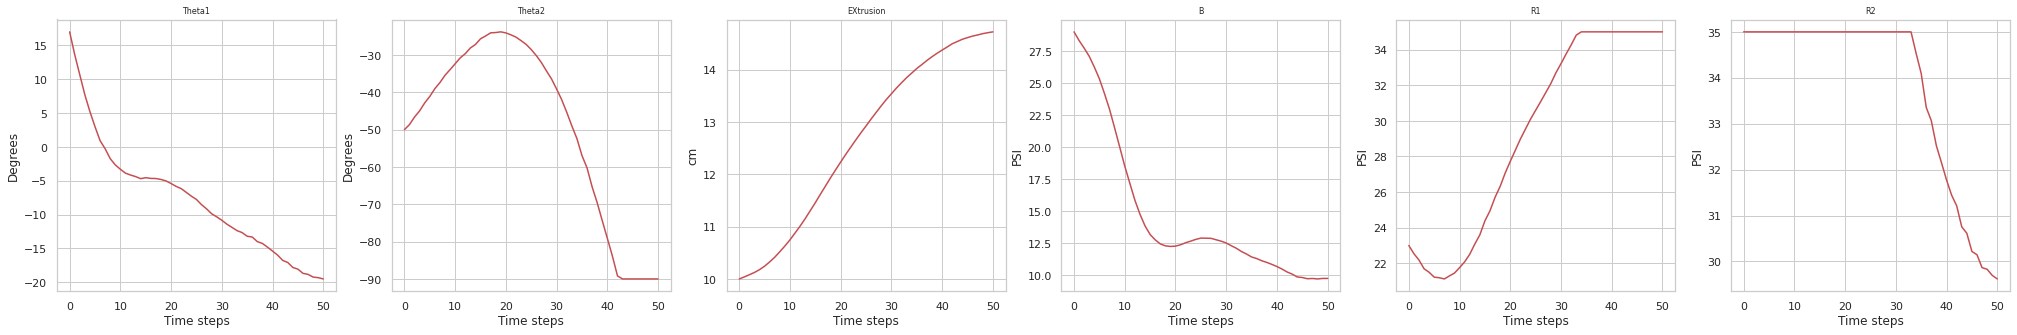 Theta1
Degrees
15
10
5
0
−5
−10
−15
−20
0 10 20 30 40 50
Time steps
Theta2
Degrees
−30
−40
−50
−60
−70
−80
−90
0 10 20 30 40 50
Time steps
EXtrusion
cm
14
13
12
11
10
0 10 20 30 40 50
Time steps
B
PSI
27.5
25.0
22.5
20.0
17.5
15.0
12.5
10.0
0 10 20 30 40 50
Time steps
R1
PSI
34
32
30
28
26
24
22
0 10 20 30 40 50
Time steps
R2
PSI
35
34
33
32
31
30
0 10 20 30 40 50
Time steps